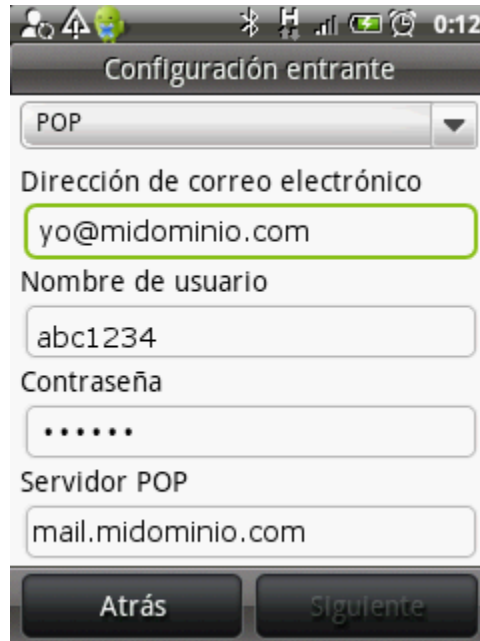 0:12
Configuración entrante
POP
Dirección de correo electrónico
yo@midominio.com
Nombre de usuario
abc1234
Contraseña
••••••
Servidor POP
mail.midominio.com
Atrás
Siguiente